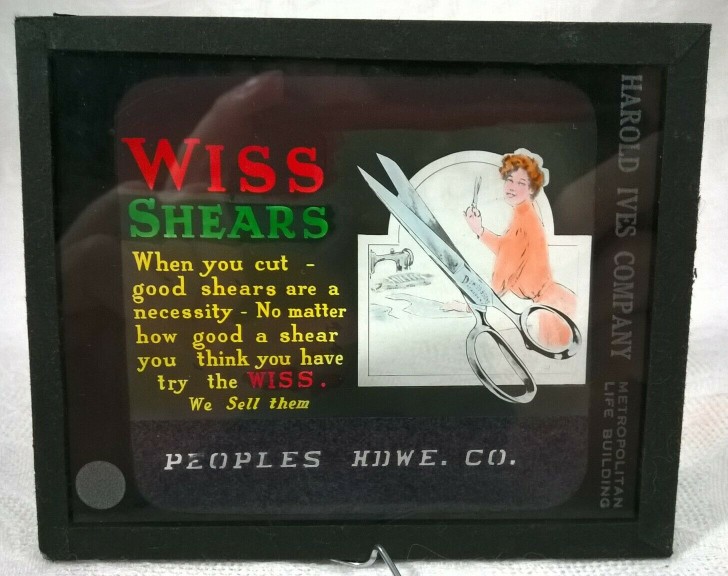 WISS
SHEARS
When you cut -
good shears are a
necessity - No matter
how good a shear
you think you have
try the WISS.
We Sell them
PEOPLES HDWE. CO.
HAROLD IVES COMPANY
METROPOLITAN
LIFE BUILDING